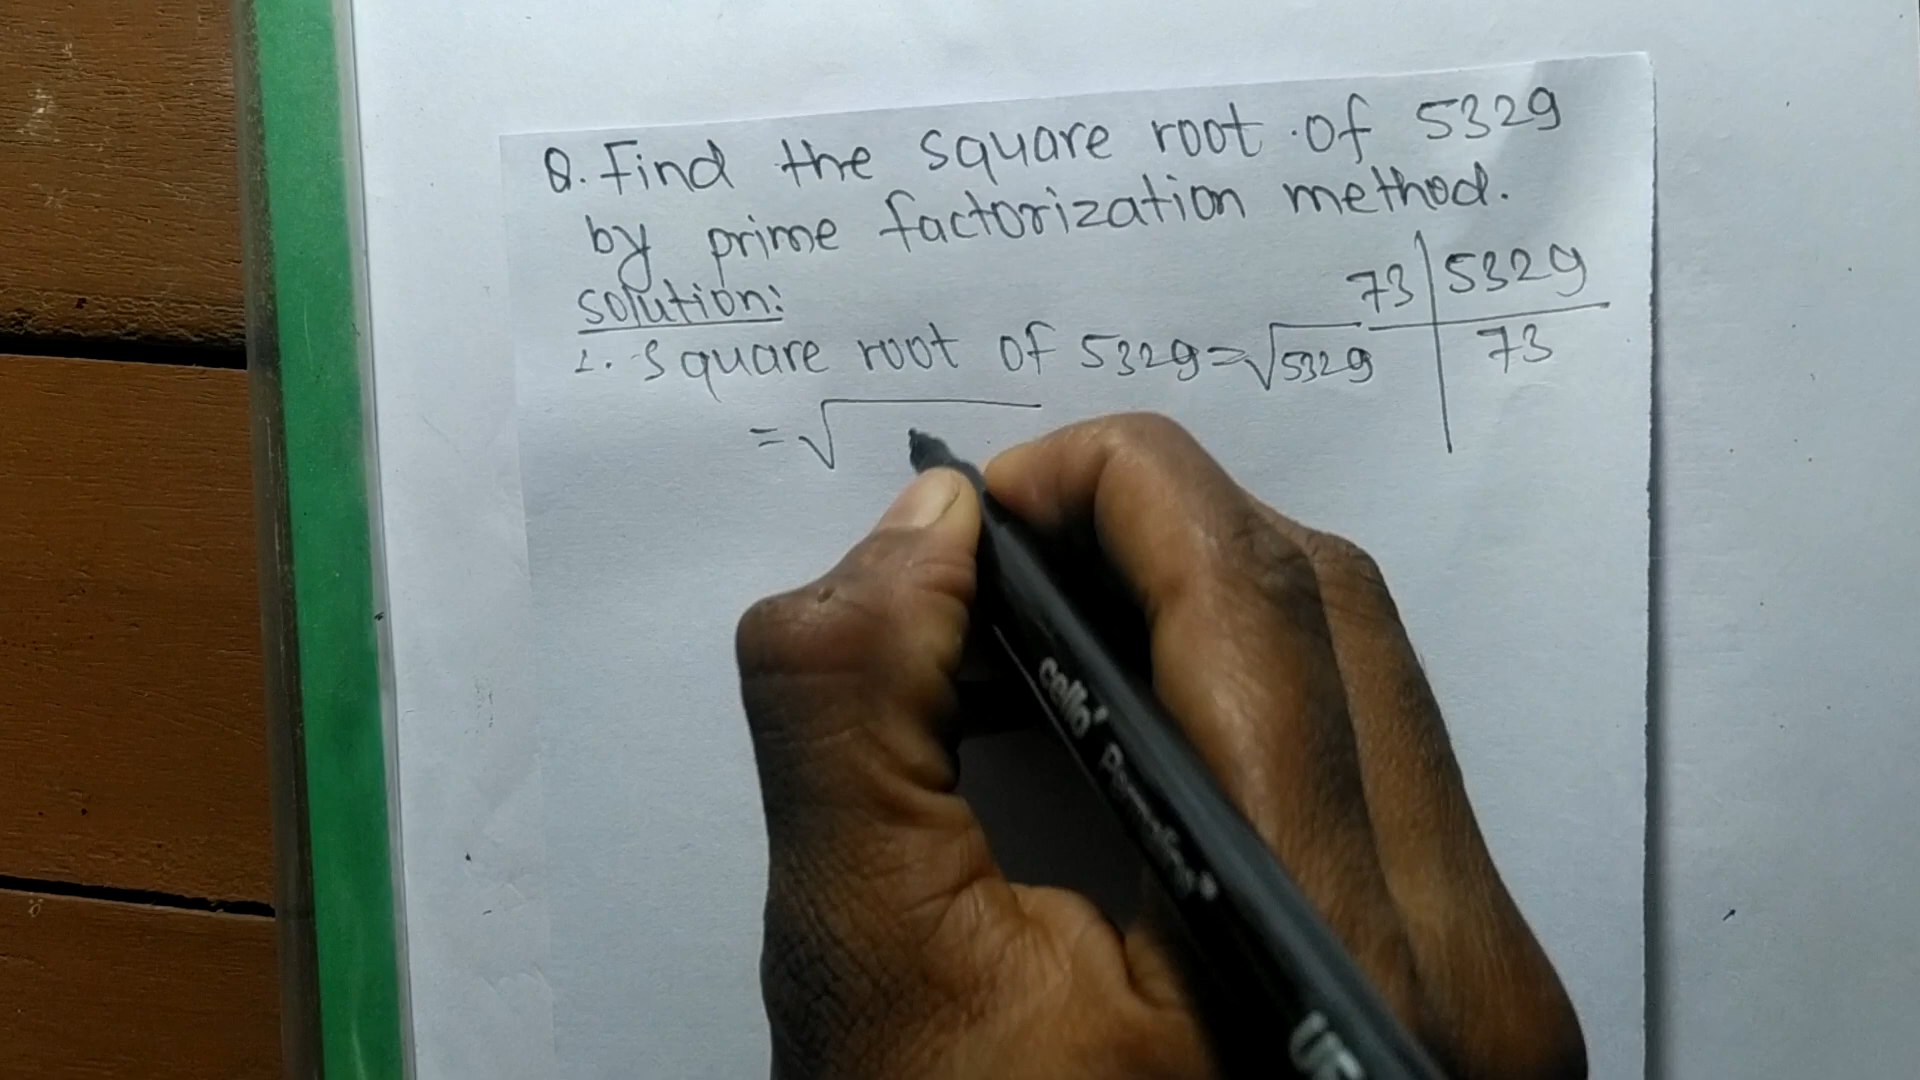 Q. Find the square root of 5329
by prime factorization method.
solution:
73 5329
∴ Square root of 5329=√5329
73
=√
cello